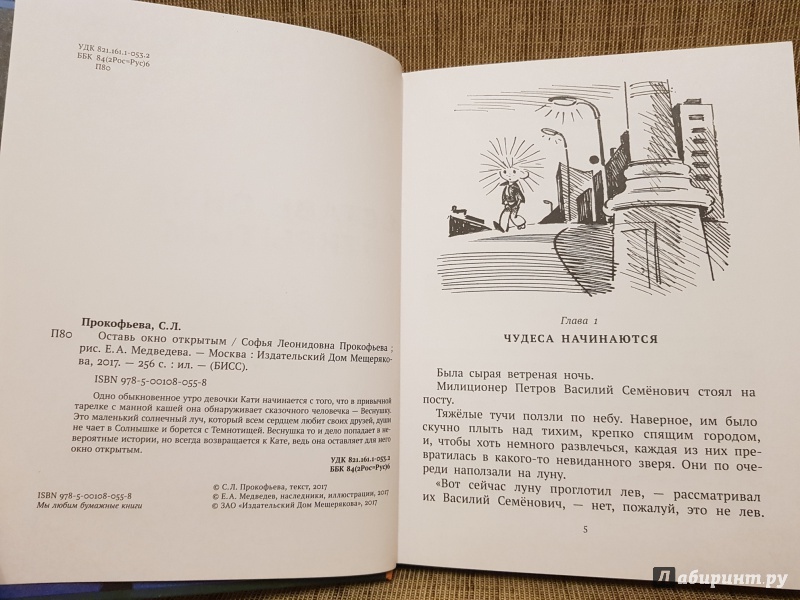 УДК 821.161.1-053.2
ББК 84(2Рос=Рус)6
П80
Прокофьева, С. Л.
П80
Оставь окно открытым / Софья Леонидовна Прокофьева ;
рис. Е. А. Медведева. — Москва : Издательский Дом Мещеряко-
ва, 2017. — 256 с. : ил. — (БИСС).
ISBN 978-5-00108-055-8
Одно обыкновенное утро девочки Кати начинается с того, что в привычной
тарелке с манной кашей она обнаруживает сказочного человечка — Веснушку.
Это маленький солнечный луч, который всем сердцем любит своих друзей, души
не чает в Солнышке и борется с Темнотищей. Веснушка то и дело попадает в не-
вероятные истории, но всегда возвращается к Кате, ведь она оставляет для него
окно открытым.
УДК 821.161.1-053.2
ББК 84(2Рос=Рус)6
© С. Л. Прокофьева, текст, 2017
© Е. А. Медведев, наследники, иллюстрации, 2017
© ЗАО «Издательский Дом Мещерякова», 2017
ISBN 978-5-00108-055-8
Мы любим бумажные книги
Глава 1
ЧУДЕСА НАЧИНАЮТСЯ
Была сырая ветреная ночь.
Милиционер Петров Василий Семёнович стоял на
посту.
Тяжёлые тучи ползли по небу. Наверное, им было
скучно плыть над тихим, крепко спящим городом,
и, чтобы хоть немного развлечься, каждая из них пре-
вратилась в какого-то невиданного зверя. Они по оче-
реди наползали на луну.
«Вот сейчас луну проглотил лев, — рассматривал
их Василий Семёнович, — нет, пожалуй, это не лев.
5
Лабиринт.ру